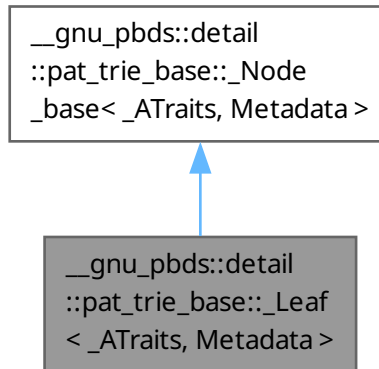 __gnu_pbds::detail
::pat_trie_base::_Node
_base< _ATraits, Metadata >
__gnu_pbds::detail
::pat_trie_base::_Leaf
< _ATraits, Metadata >